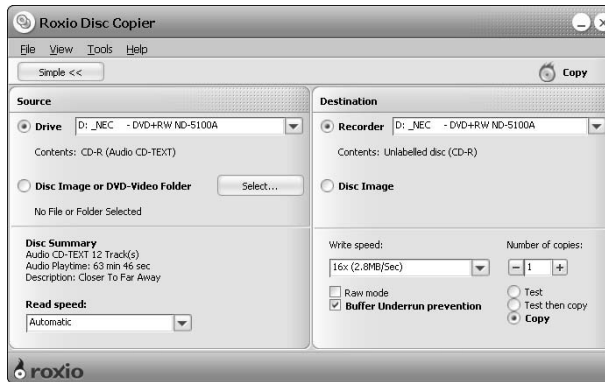 Roxio Disc Copier
File View Tools Help
Simple <<
Copy
Source
Drive D: _NEC - DVD+RW ND-5100A
Contents: CD-R (Audio CD-TEXT)
Disc Image or DVD-Video Folder Select...
No File or Folder Selected
Disc Summary
Audio CD-TEXT 12 Track(s)
Audio Playtime: 63 min 46 sec
Description: Closer To Far Away
Read speed:
Automatic
Destination
Recorder D: _NEC - DVD+RW ND-5100A
Contents: Unlabelled disc (CD-R)
Disc Image
Write speed:
16x (2.8MB/Sec)
Raw mode
Buffer Underrun prevention
Number of copies:
1
Test
Test then copy
Copy
roxio